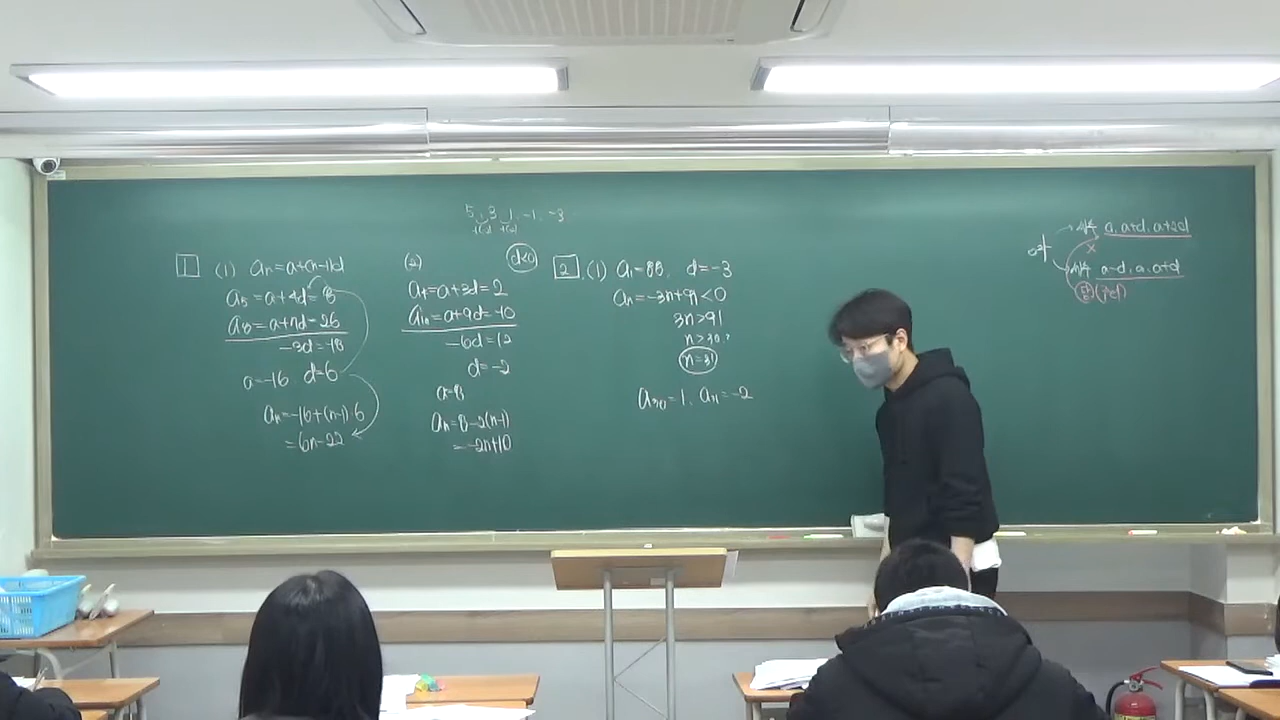 5, 3, 1, -1, -3
+(-2) +(-2)
d<0
1 (1) aₙ=a+(n-1)d
a₅=a+4d=8
a₈=a+7d=26
-3d=-18
a=-16 d=6
aₙ=-16+(n-1)·6
=6n-22
(2)
a₄=a+3d=2
a₁₀=a+9d=-10
-6d=12
d=-2
a=8
aₙ=8-2(n-1)
=-2n+10
2 (1) a₁=88, d=-3
aₙ=-3n+91<0
3n>91
n>30.?
n=31
a₃₀=1, a₃₁=-2
a, a+d, a+2d
x
a-d, a, a+d